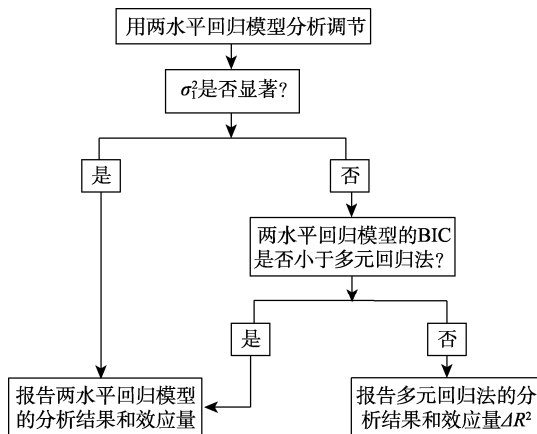 用两水平回归模型分析调节
σ₁²是否显著?
是
否
两水平回归模型的BIC
是否小于多元回归法?
是
否
报告两水平回归模型
的分析结果和效应量
报告多元回归法的分
析结果和效应量ΔR²